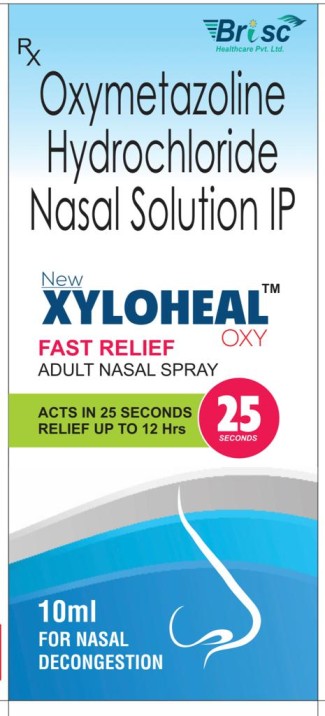 Brisc
Healthcare Pvt. Ltd.
Rx
Oxymetazoline
Hydrochloride
Nasal Solution IP
New
XYLOHEAL™
OXY
FAST RELIEF
ADULT NASAL SPRAY
ACTS IN 25 SECONDS
RELIEF UP TO 12 Hrs
25
SECONDS
10ml
FOR NASAL
DECONGESTION